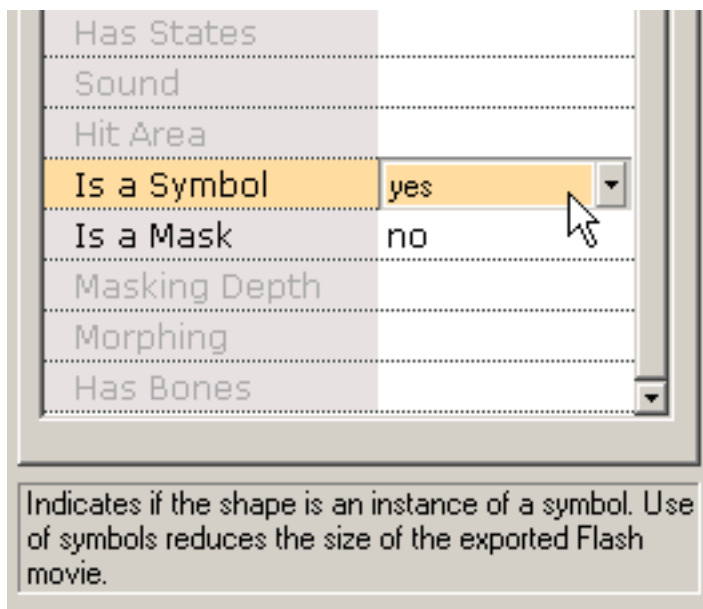 Has States
Sound
Hit Area
Is a Symbol yes
Is a Mask no
Masking Depth
Morphing
Has Bones
Indicates if the shape is an instance of a symbol. Use
of symbols reduces the size of the exported Flash
movie.